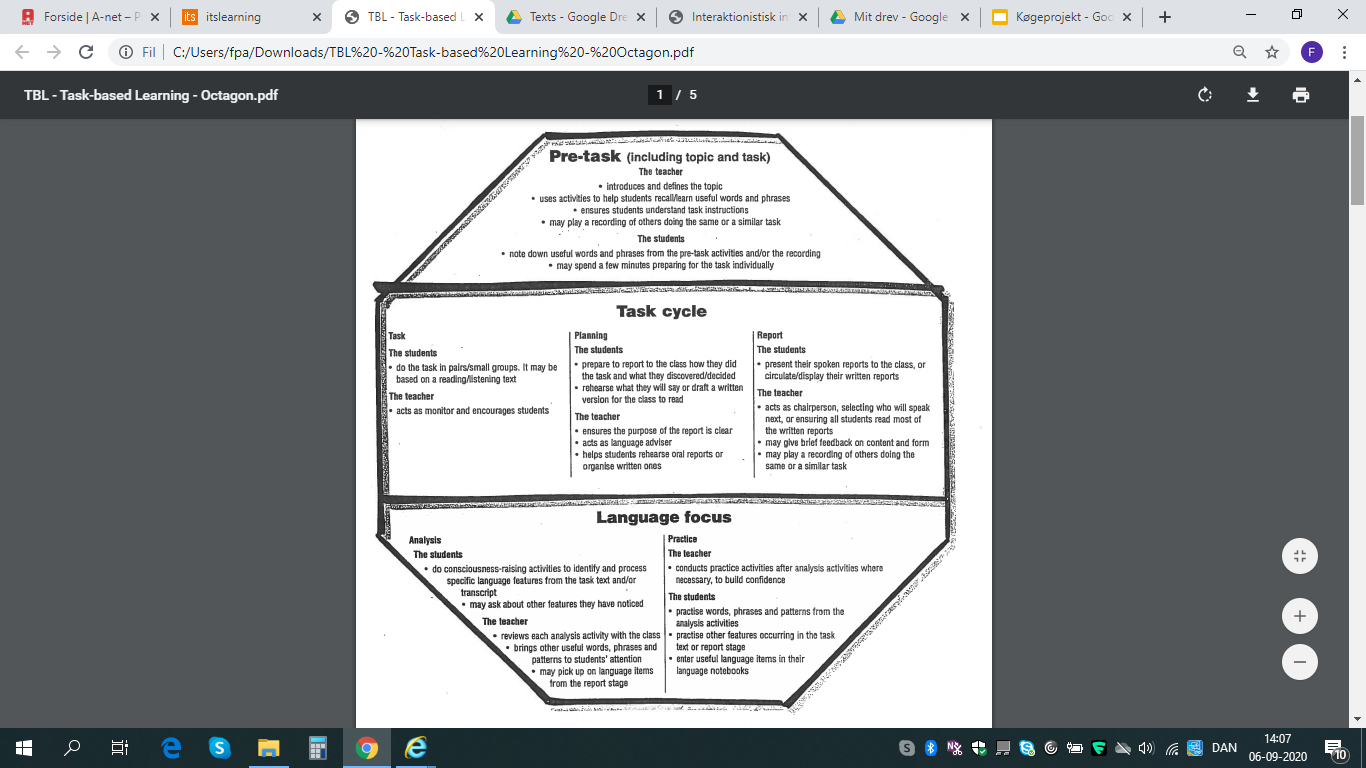 Forside | A-net – P
itslearning
TBL - Task-based L
Texts - Google Dre
Interaktionistisk in
Mit drev - Google
Køgeprojekt - Goo
Fil
C:/Users/fpa/Downloads/TBL%20-%20Task-based%20Learning%20-%20Octagon.pdf
F
TBL - Task-based Learning - Octagon.pdf
1 / 5
Pre-task (including topic and task)
The teacher
• introduces and defines the topic
• uses activities to help students recall/learn useful words and phrases
• ensures students understand task instructions
• may play a recording of others doing the same or a similar task
The students
• note down useful words and phrases from the pre-task activities and/or the recording
• may spend a few minutes preparing for the task individually
Task cycle
Task
The students
• do the task in pairs/small groups. It may be
based on a reading/listening text
The teacher
• acts as monitor and encourages students
Planning
The students
• prepare to report to the class how they did
the task and what they discovered/decided
• rehearse what they will say or draft a written
version for the class to read
The teacher
• ensures the purpose of the report is clear
• acts as language adviser
• helps students rehearse oral reports or
organise written ones
Report
The students
• present their spoken reports to the class, or
circulate/display their written reports
The teacher
• acts as chairperson, selecting who will speak
next, or ensuring all students read most of
the written reports
• may give brief feedback on content and form
• may play a recording of others doing the
same or a similar task
Language focus
Analysis
The students
• do consciousness-raising activities to identify and process
specific language features from the task text and/or
transcript
• may ask about other features they have noticed
The teacher
• reviews each analysis activity with the class
• brings other useful words, phrases and
patterns to students' attention
• may pick up on language items
from the report stage
Practice
The teacher
• conducts practice activities after analysis activities where
necessary, to build confidence
The students
• practise words, phrases and patterns from the
analysis activities
• practise other features occurring in the task
text or report stage
• enter useful language items in their
language notebooks
DAN
14:07
06-09-2020
10